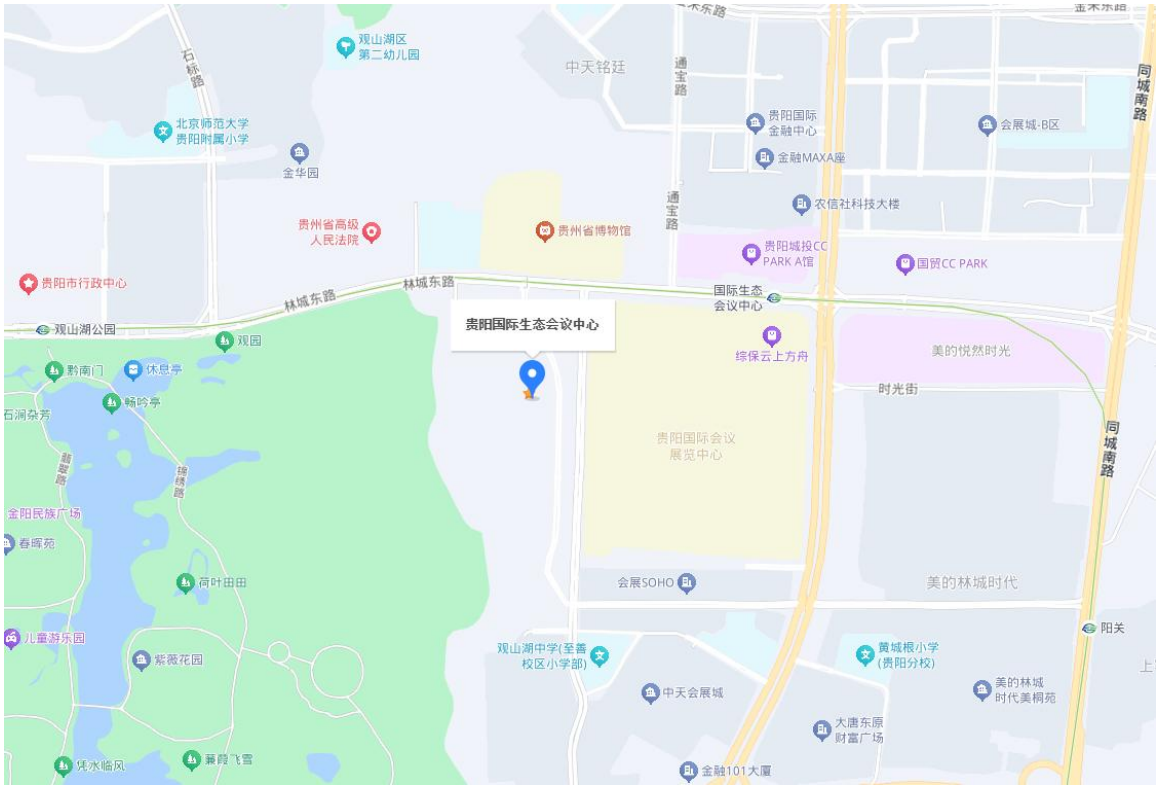 金朱东路
金朱东路
观山湖区
第二幼儿园
石标路
中天铭廷
通宝路
同城南路
北京师范大学
贵阳附属小学
贵阳国际
金融中心
会展城-B区
金华园
金融MAXA座
通宝路
农信社科技大楼
贵州省高级
人民法院
贵州省博物馆
贵阳城投CC
PARK A馆
国贸CC PARK
贵阳市行政中心
林城东路
林城东路
国际生态
会议中心
观山湖公园
贵阳国际生态会议中心
观园
综保云上方舟
美的悦然时光
黔南门
休息亭
时光街
畅吟亭
石涧杂芳
同城南路
贵阳国际会议
展览中心
翡翠路
锦绣路
金阳民族广场
春晖苑
荷叶田田
会展SOHO
美的林城时代
阳关
儿童游乐园
观山湖中学(至善
校区小学部)
黄城根小学
(贵阳分校)
紫薇花园
上
中天会展城
美的林城
时代美桐苑
大唐东原
财富广场
凭水临风
蒹葭飞雪
金融101大厦